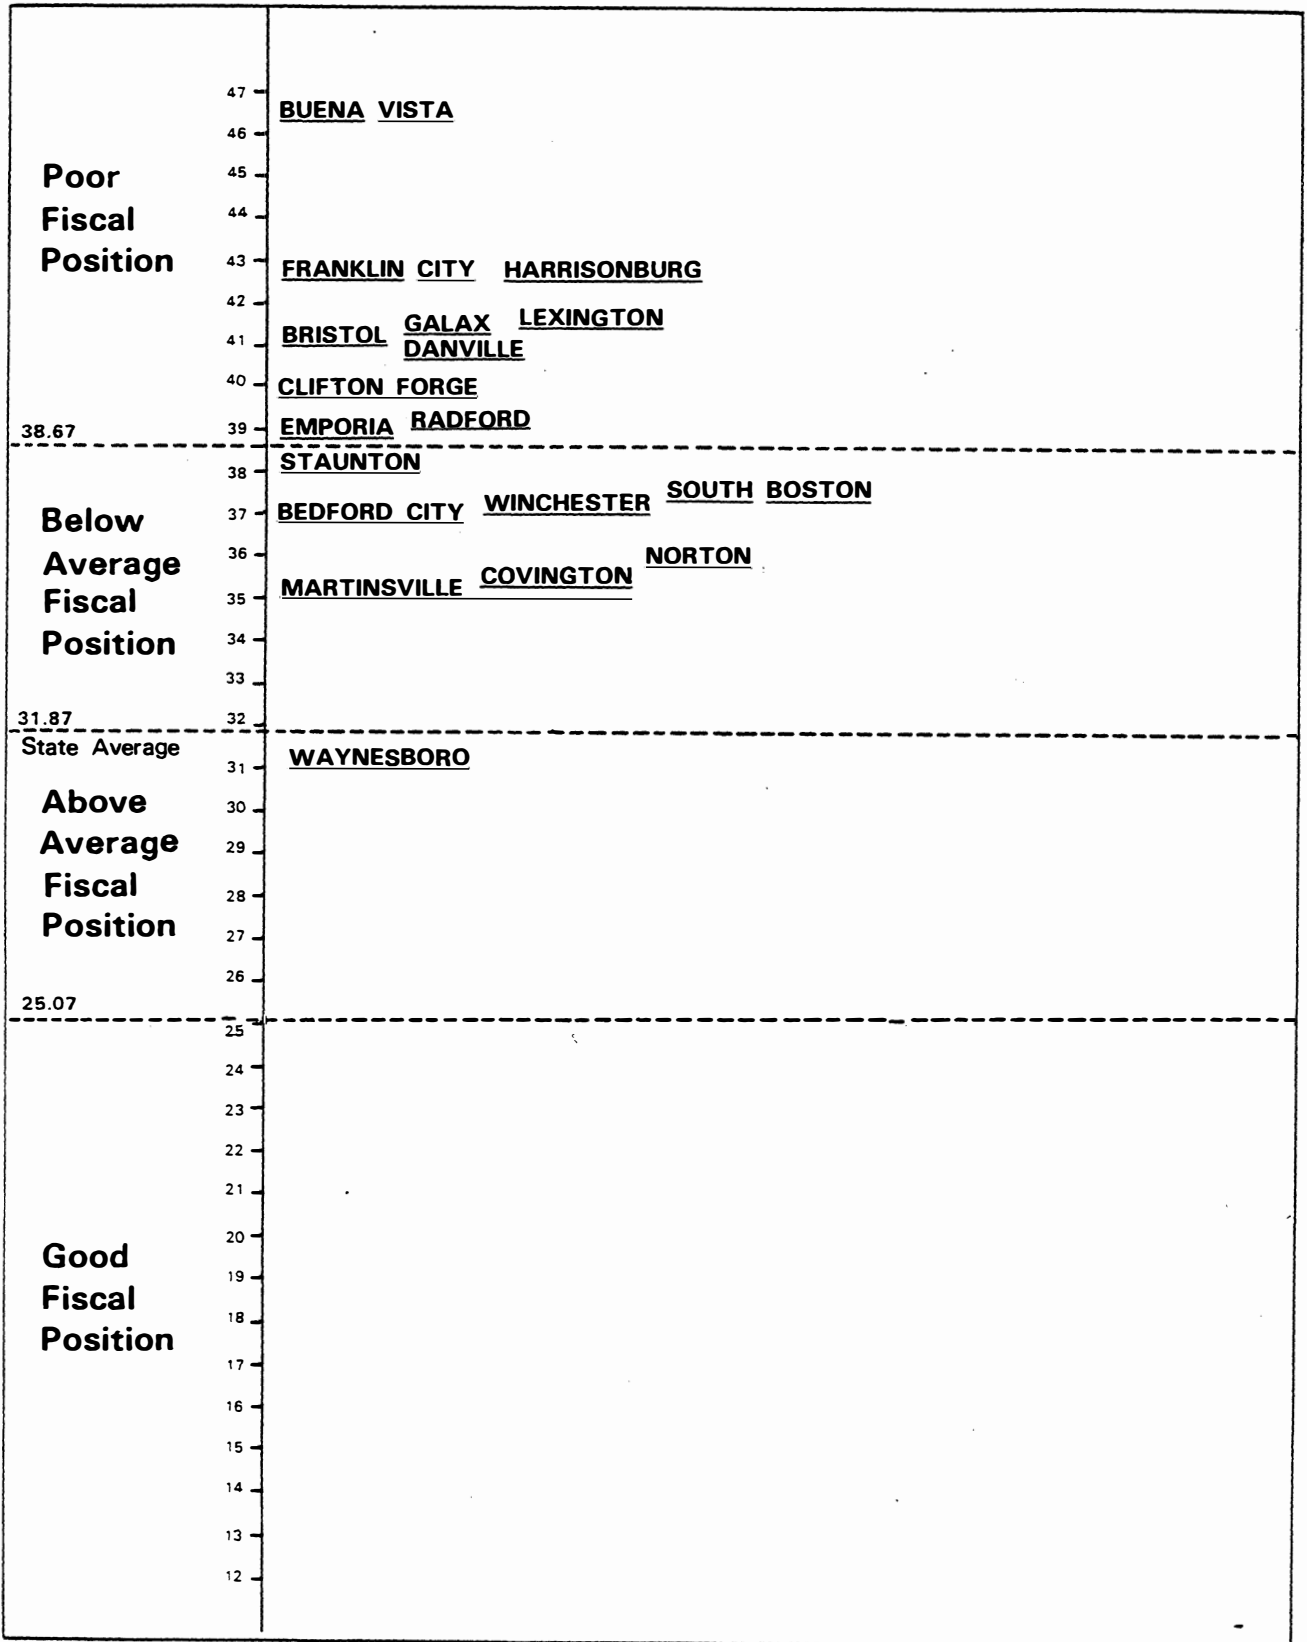 47
BUENA VISTA
46
Poor
Fiscal
Position
45
44
43
FRANKLIN CITY HARRISONBURG
42
BRISTOL GALAX LEXINGTON
DANVILLE
41
40
CLIFTON FORGE
39
EMPORIA RADFORD
38.67
STAUNTON
38
Below
Average
Fiscal
Position
37
BEDFORD CITY WINCHESTER SOUTH BOSTON
36
NORTON
MARTINSVILLE COVINGTON
35
34
33
32
31.87
State Average
31
WAYNESBORO
Above
Average
Fiscal
Position
30
29
28
27
26
25.07
25
24
23
22
21
20
Good
Fiscal
Position
19
18
17
16
15
14
13
12